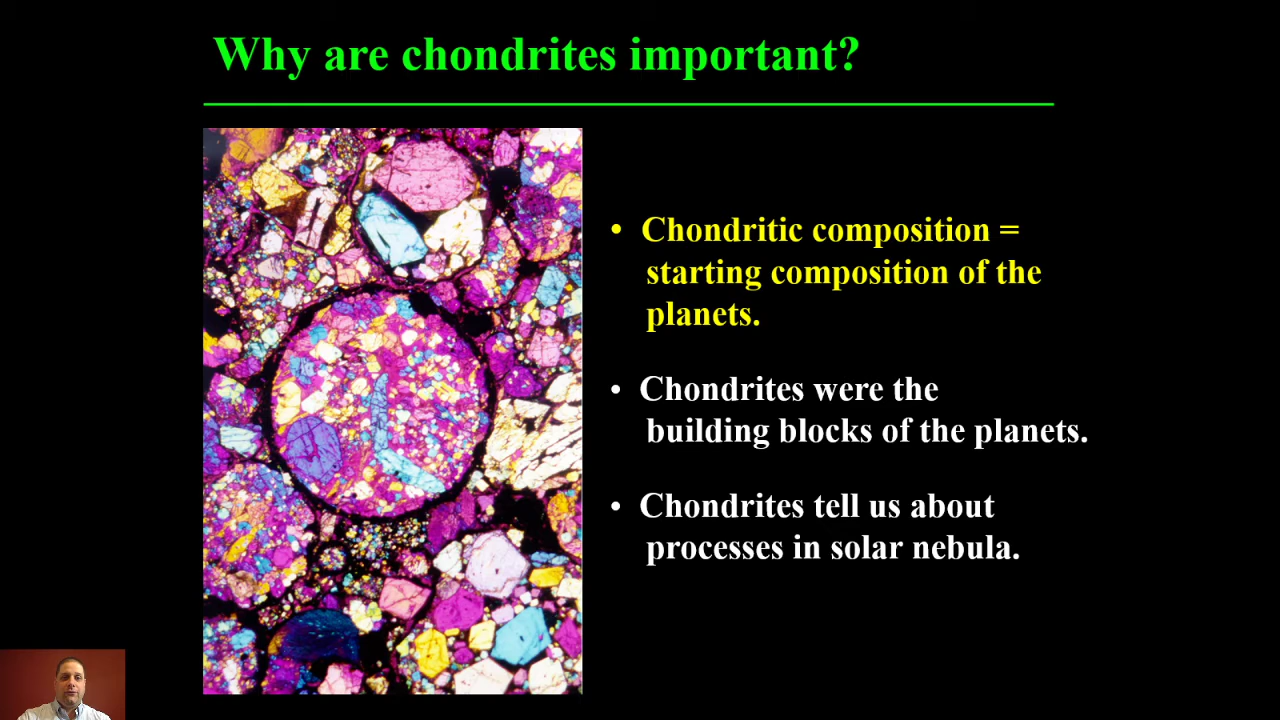 Why are chondrites important?
• Chondritic composition =
starting composition of the
planets.
• Chondrites were the
building blocks of the planets.
• Chondrites tell us about
processes in solar nebula.